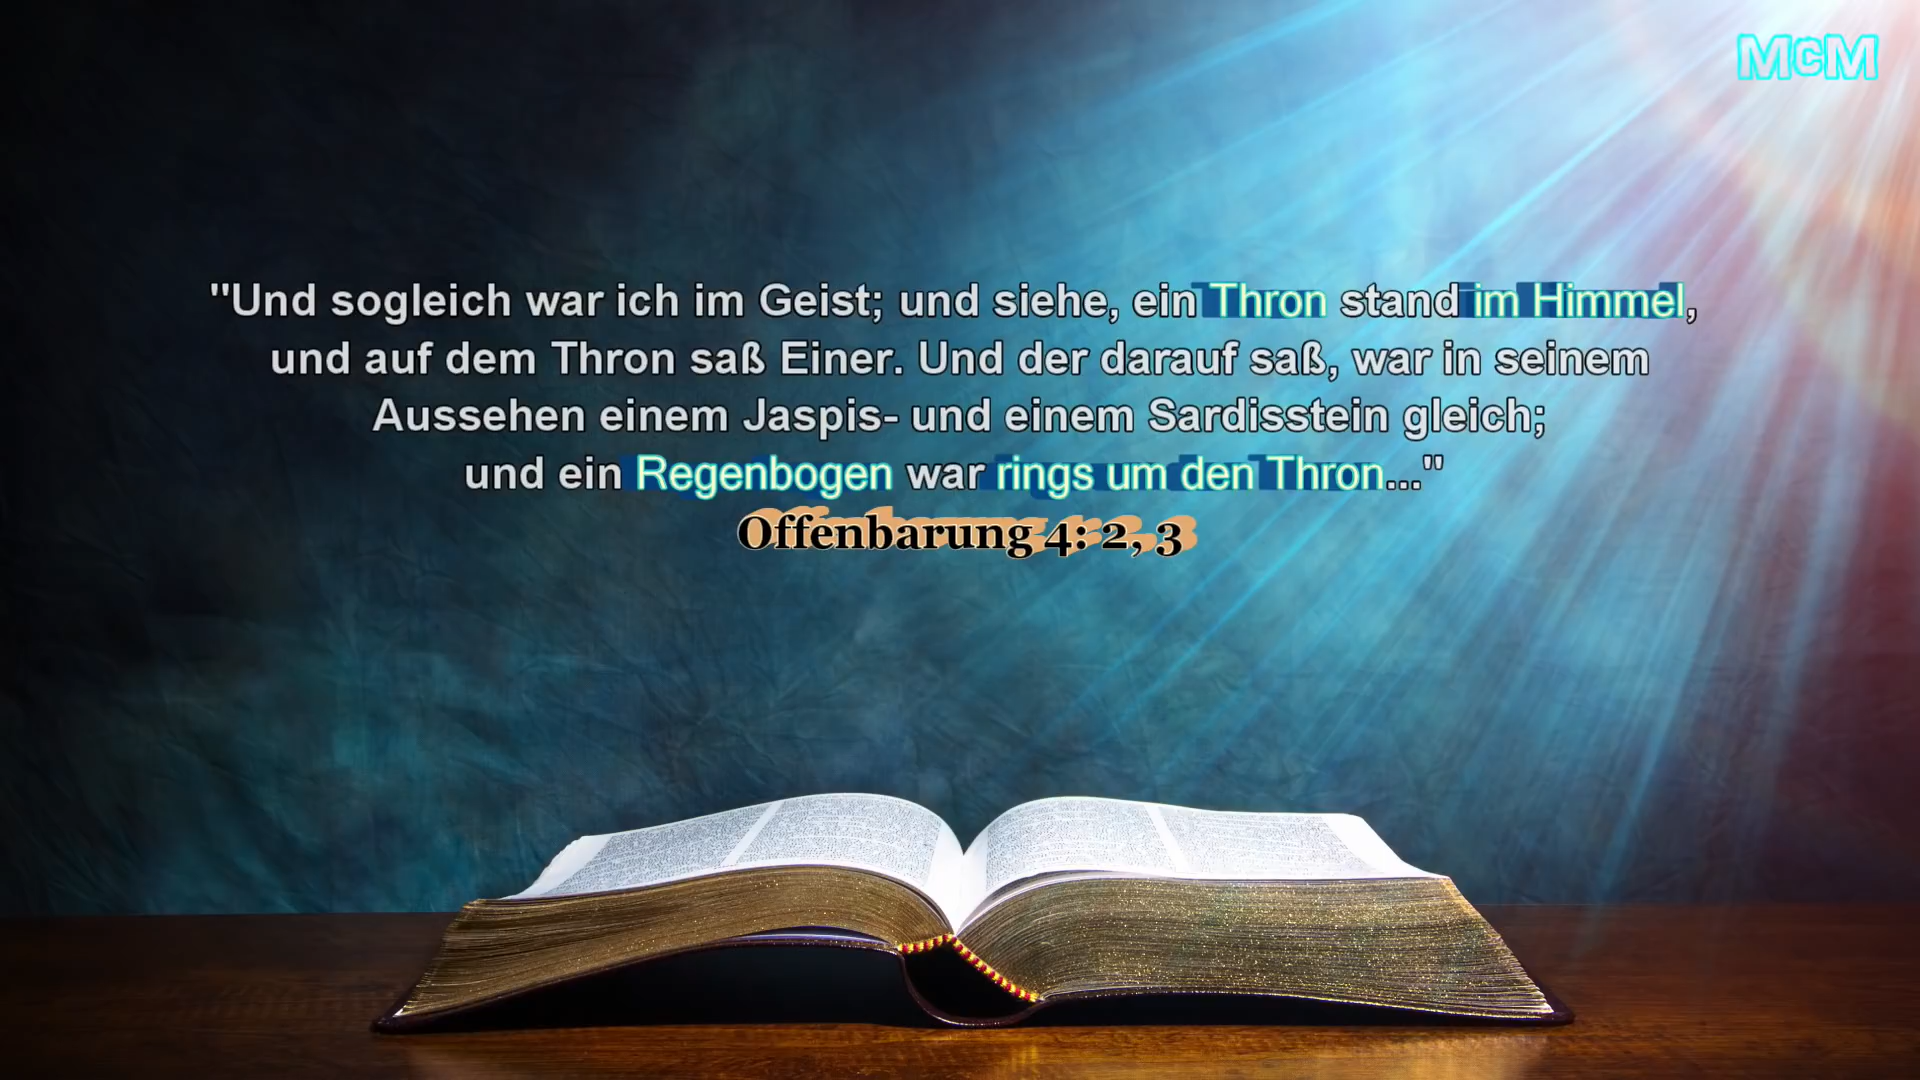 McM
"Und sogleich war ich im Geist; und siehe, ein Thron stand im Himmel,
und auf dem Thron saß Einer. Und der darauf saß, war in seinem
Aussehen einem Jaspis- und einem Sardisstein gleich;
und ein Regenbogen war rings um den Thron..."
Offenbarung 4: 2, 3